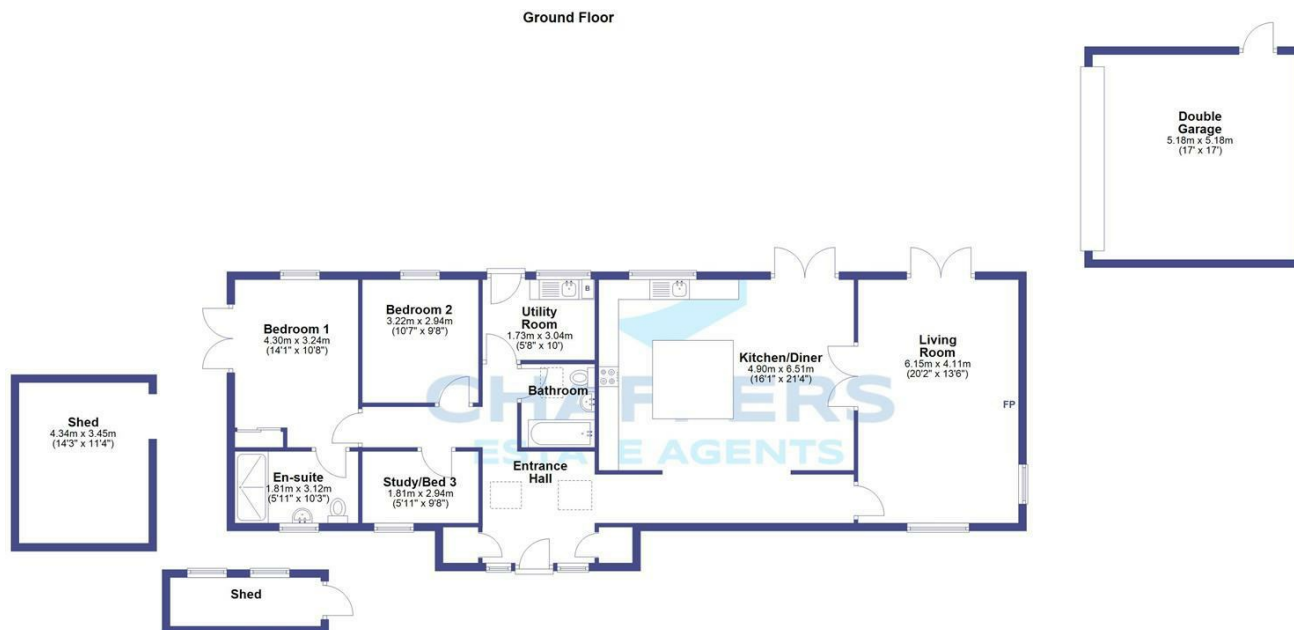 Ground Floor
Double
Garage
5.18m x 5.18m
(17' x 17')
Bedroom 1
4.30m x 3.24m
(14'1" x 10'8")
Bedroom 2
3.22m x 2.94m
(10'7" x 9'8")
Utility
Room
1.73m x 3.04m
(5'8" x 10')
B
Kitchen/Diner
4.90m x 6.51m
(16'1" x 21'4")
Living
Room
6.15m x 4.11m
(20'2" x 13'6")
FP
Bathroom
CHAFFERS
ESTATE AGENTS
Shed
4.34m x 3.45m
(14'3" x 11'4")
En-suite
1.81m x 3.12m
(5'11" x 10'3")
Study/Bed 3
1.81m x 2.94m
(5'11" x 9'8")
Entrance
Hall
Shed